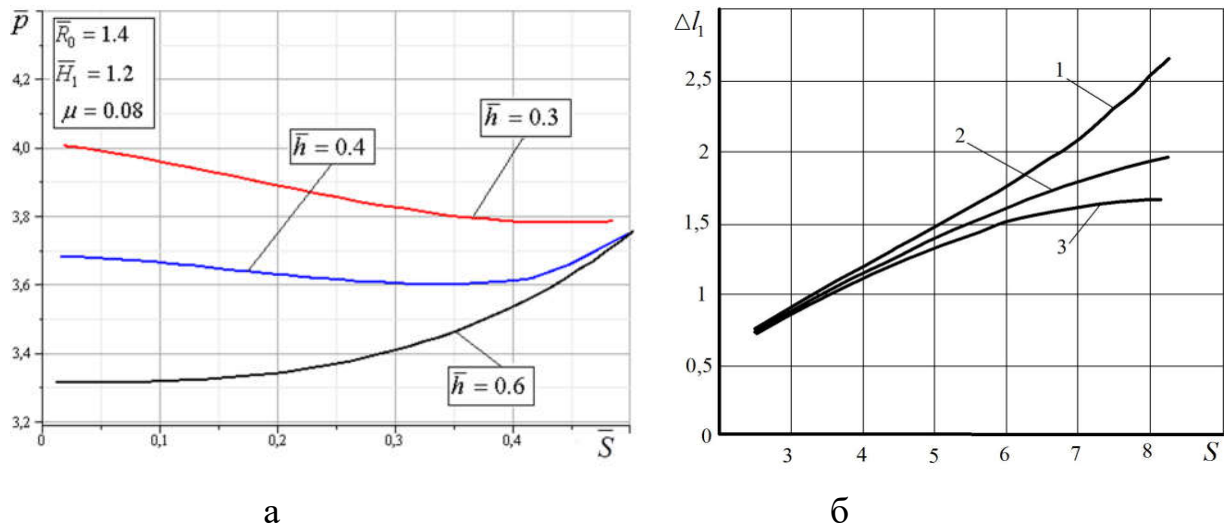 p̅
R̅₀ = 1.4
H̅₁ = 1.2
μ = 0.08
h̅ = 0.3
h̅ = 0.4
h̅ = 0.6
4,2
4,0
3,8
3,6
3,4
3,2
0 0,1 0,2 0,3 0,4 S̅
а
Δl₁
2,5
2
1,5
1
0,5
0
1
2
3
3 4 5 6 7 8 S
б